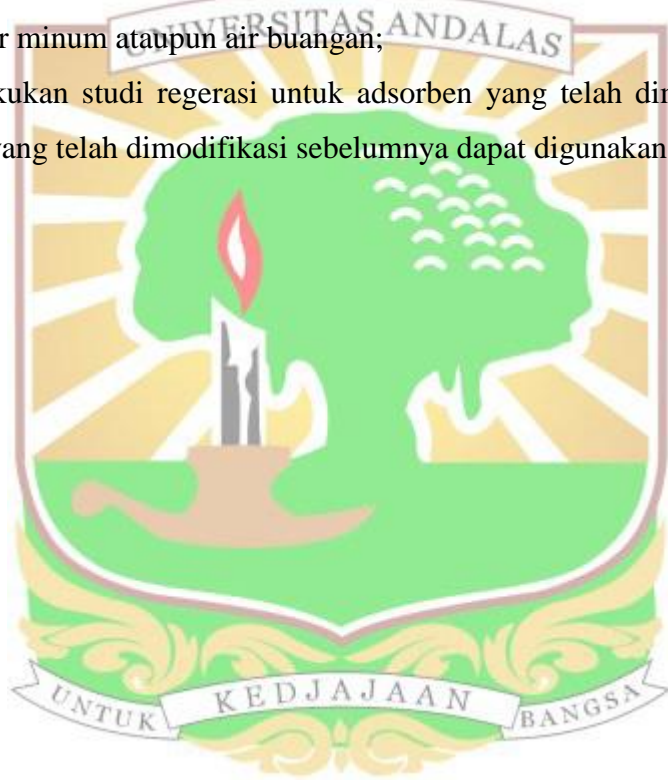 UNIVERSITAS ANDALAS
r minum ataupun air buangan;
kukan studi regerasi untuk adsorben yang telah dir
yang telah dimodifikasi sebelumnya dapat digunakan
UNTUK KEDJAJAAN BANGSA